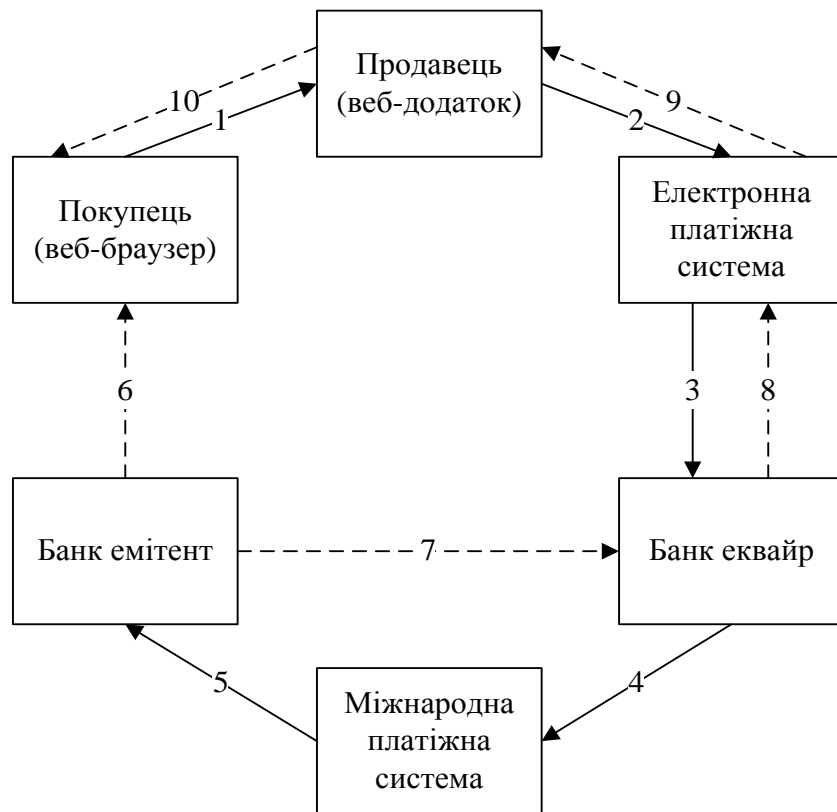 Продавець
(веб-додаток)
10
1
9
2
Покупець
(веб-браузер)
Електронна
платіжна
система
6
3
8
Банк емітент
7
Банк еквайр
5
4
Міжнародна
платіжна
система